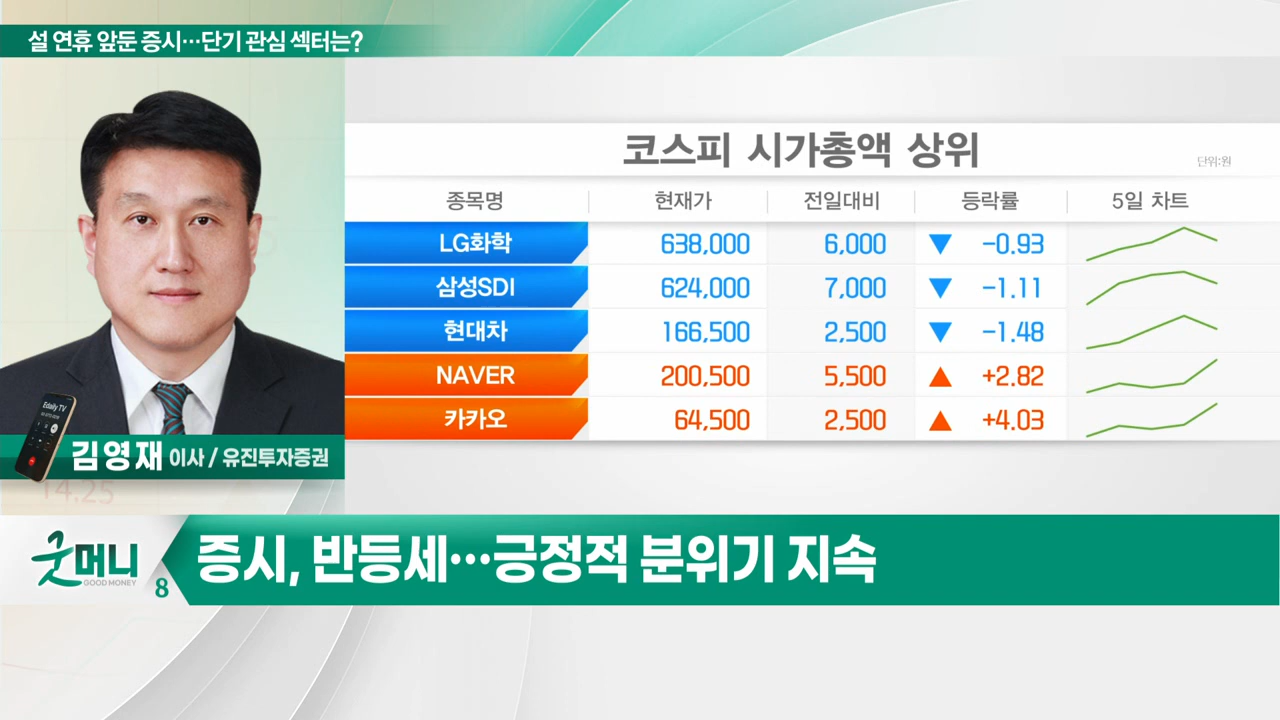 설 연휴 앞둔 증시…단기 관심 섹터는?
코스피 시가총액 상위
단위:원
종목명 현재가 전일대비 등락률 5일 차트
LG화학 638,000 6,000 ▼ -0.93
삼성SDI 624,000 7,000 ▼ -1.11
현대차 166,500 2,500 ▼ -1.48
NAVER 200,500 5,500 ▲ +2.82
카카오 64,500 2,500 ▲ +4.03
Edaily TV
김영재 이사 / 유진투자증권
14.25
굿머니
GOOD MONEY
8
증시, 반등세…긍정적 분위기 지속